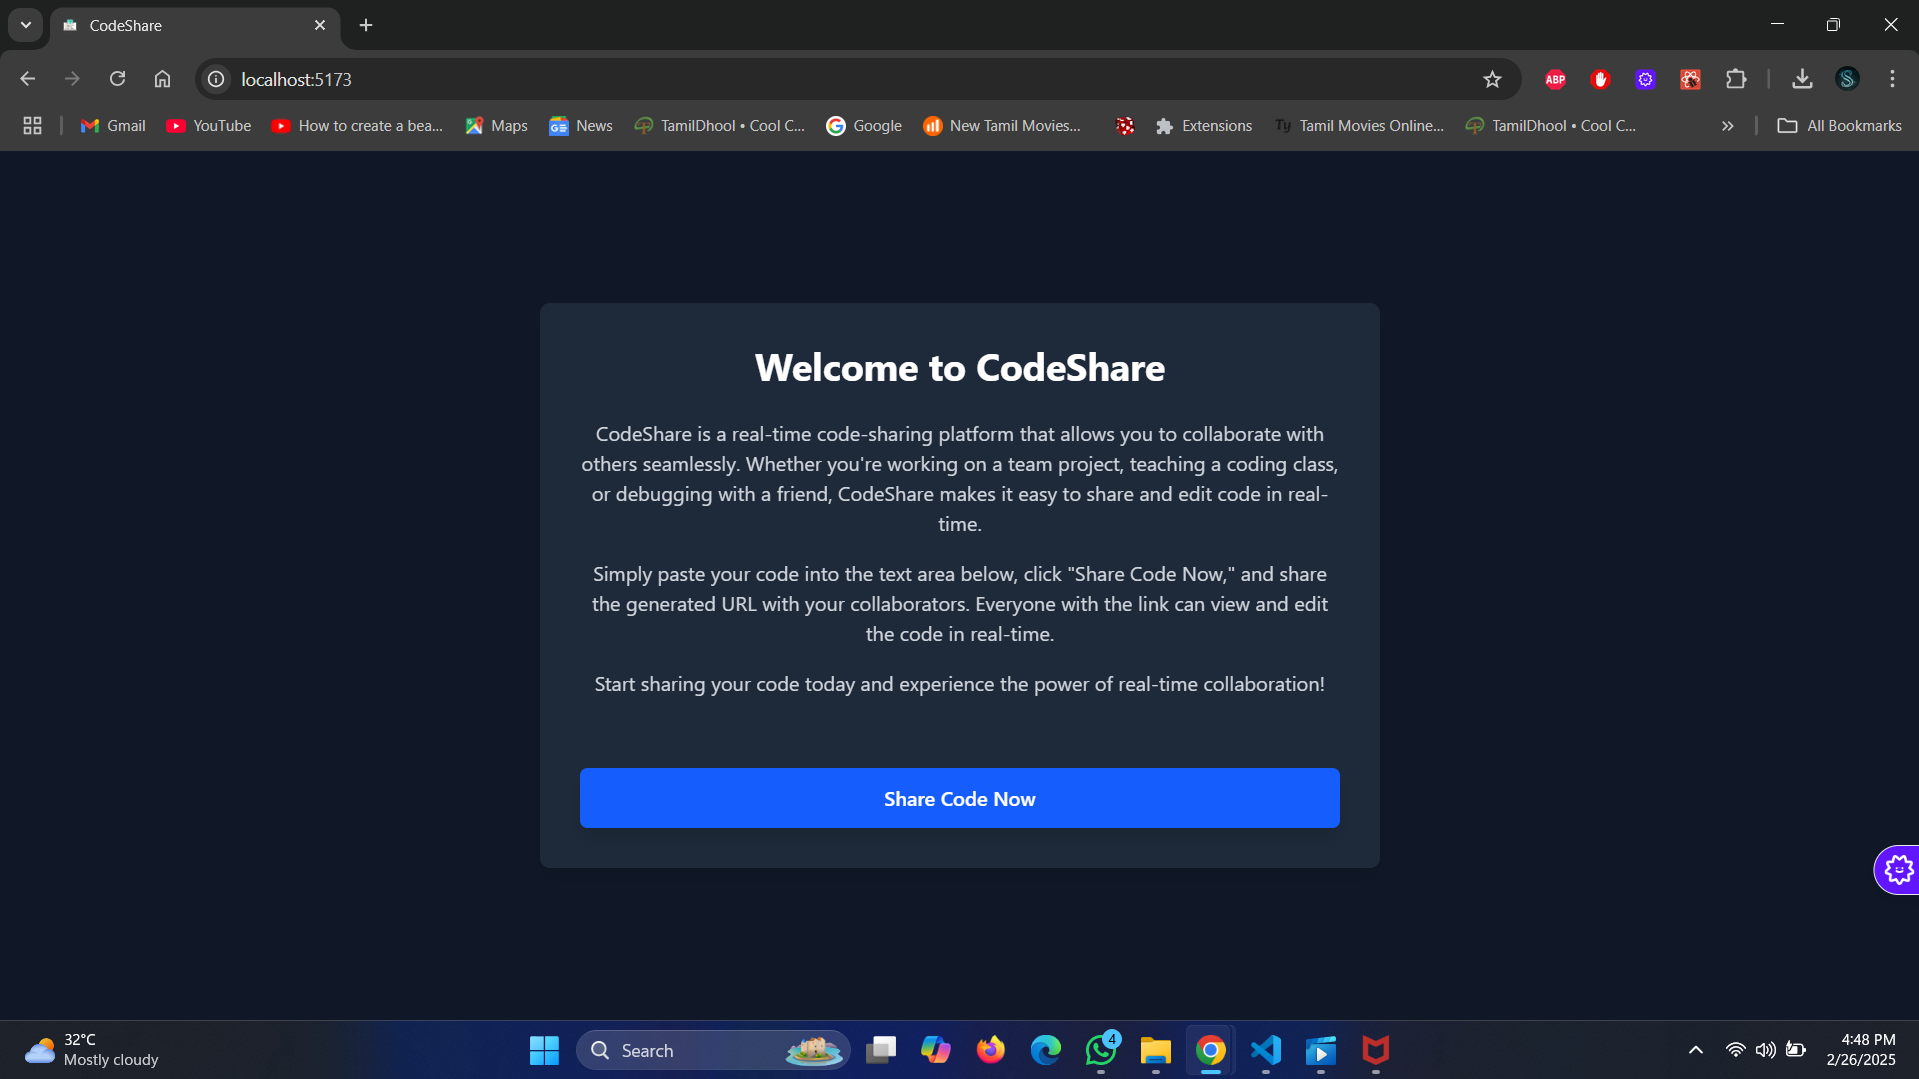 CodeShare
localhost:5173
ABP
Gmail
YouTube
How to create a bea...
Maps
News
TamilDhool • Cool C...
Google
New Tamil Movies...
Extensions
Ty
Tamil Movies Online...
TamilDhool • Cool C...
All Bookmarks
Welcome to CodeShare
CodeShare is a real-time code-sharing platform that allows you to collaborate with
others seamlessly. Whether you're working on a team project, teaching a coding class,
or debugging with a friend, CodeShare makes it easy to share and edit code in real-
time.
Simply paste your code into the text area below, click "Share Code Now," and share
the generated URL with your collaborators. Everyone with the link can view and edit
the code in real-time.
Start sharing your code today and experience the power of real-time collaboration!
Share Code Now
32°C
Mostly cloudy
Search
4
4:48 PM
2/26/2025